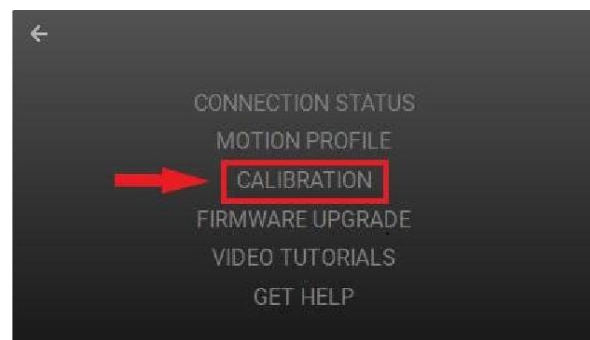 CONNECTION STATUS
MOTION PROFILE
CALIBRATION
FIRMWARE UPGRADE
VIDEO TUTORIALS
GET HELP